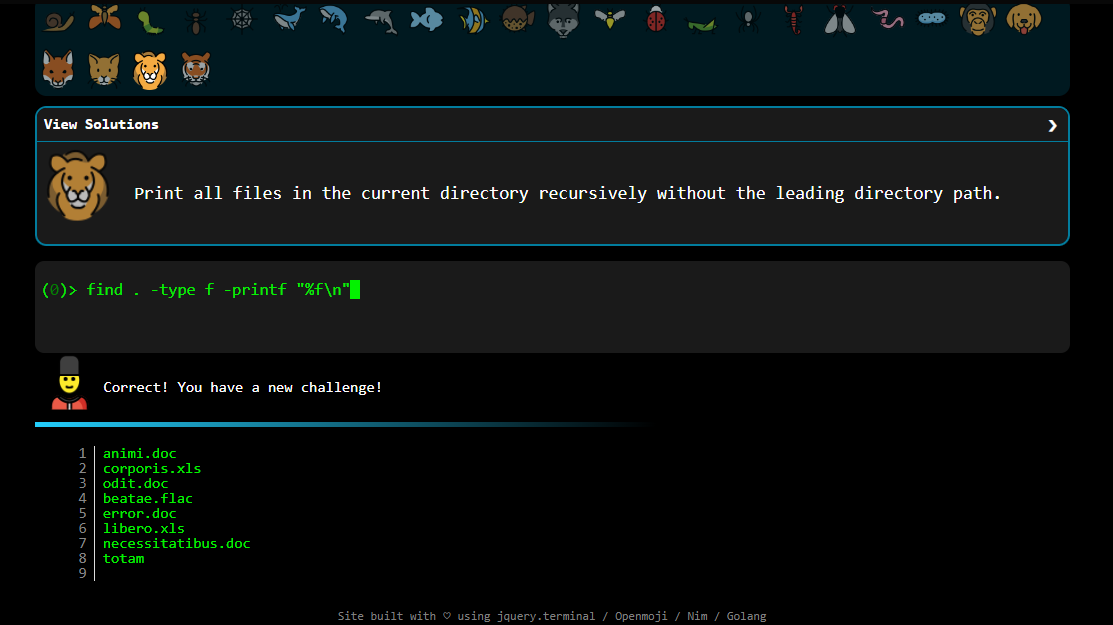 View Solutions ❯
Print all files in the current directory recursively without the leading directory path.
(0)> find . -type f -printf "%f\n"
Correct! You have a new challenge!
1 animi.doc
2 corporis.xls
3 odit.doc
4 beatae.flac
5 error.doc
6 libero.xls
7 necessitatibus.doc
8 totam
9
Site built with ♡ using jquery.terminal / Openmoji / Nim / Golang